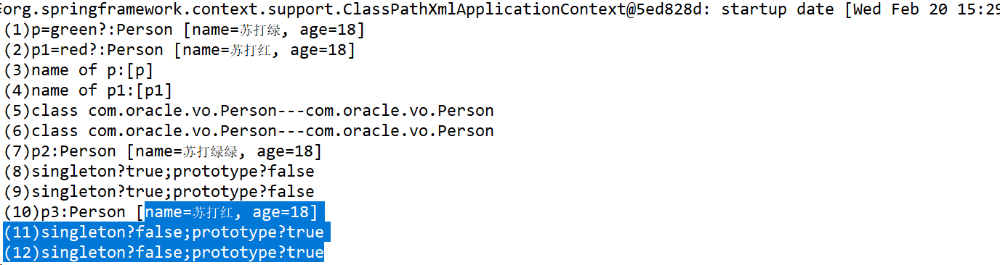 org.springframework.context.support.ClassPathXmlApplicationContext@5ed828d: startup date [Wed Feb 20 15:29
(1)p=green?:Person [name=苏打绿, age=18]
(2)p1=red?:Person [name=苏打红, age=18]
(3)name of p:[p]
(4)name of p1:[p1]
(5)class com.oracle.vo.Person---com.oracle.vo.Person
(6)class com.oracle.vo.Person---com.oracle.vo.Person
(7)p2:Person [name=苏打绿绿, age=18]
(8)singleton?true;prototype?false
(9)singleton?true;prototype?false
(10)p3:Person [name=苏打红, age=18]
(11)singleton?false;prototype?true
(12)singleton?false;prototype?true